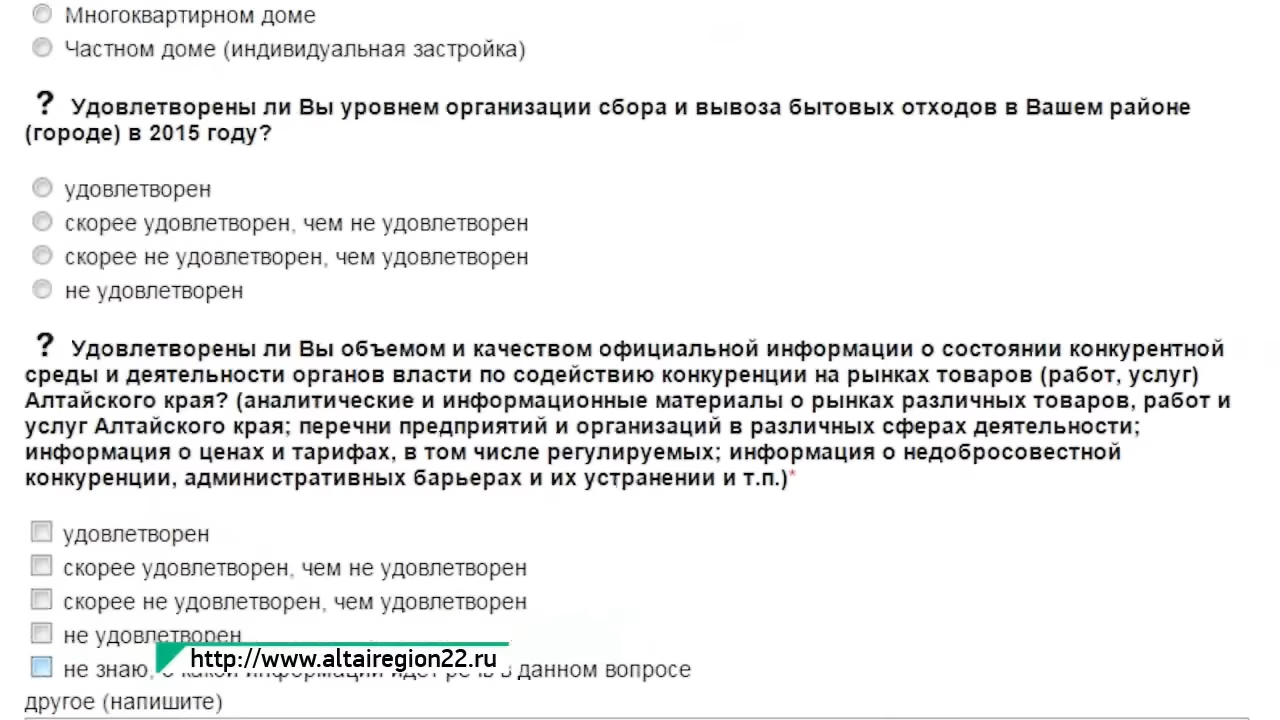 Многоквартирном доме
Частном доме (индивидуальная застройка)
? Удовлетворены ли Вы уровнем организации сбора и вывоза бытовых отходов в Вашем районе
(городе) в 2015 году?
удовлетворен
скорее удовлетворен, чем не удовлетворен
скорее не удовлетворен, чем удовлетворен
не удовлетворен
? Удовлетворены ли Вы объемом и качеством официальной информации о состоянии конкурентной
среды и деятельности органов власти по содействию конкуренции на рынках товаров (работ, услуг)
Алтайского края? (аналитические и информационные материалы о рынках различных товаров, работ и
услуг Алтайского края; перечни предприятий и организаций в различных сферах деятельности;
информация о ценах и тарифах, в том числе регулируемых; информация о недобросовестной
конкуренции, административных барьерах и их устранении и т.п.)*
удовлетворен
скорее удовлетворен, чем не удовлетворен
скорее не удовлетворен, чем удовлетворен
не удовлетворен
http://www.altairegion22.ru
не знаю, о какой информации идет речь в данном вопросе
другое (напишите)